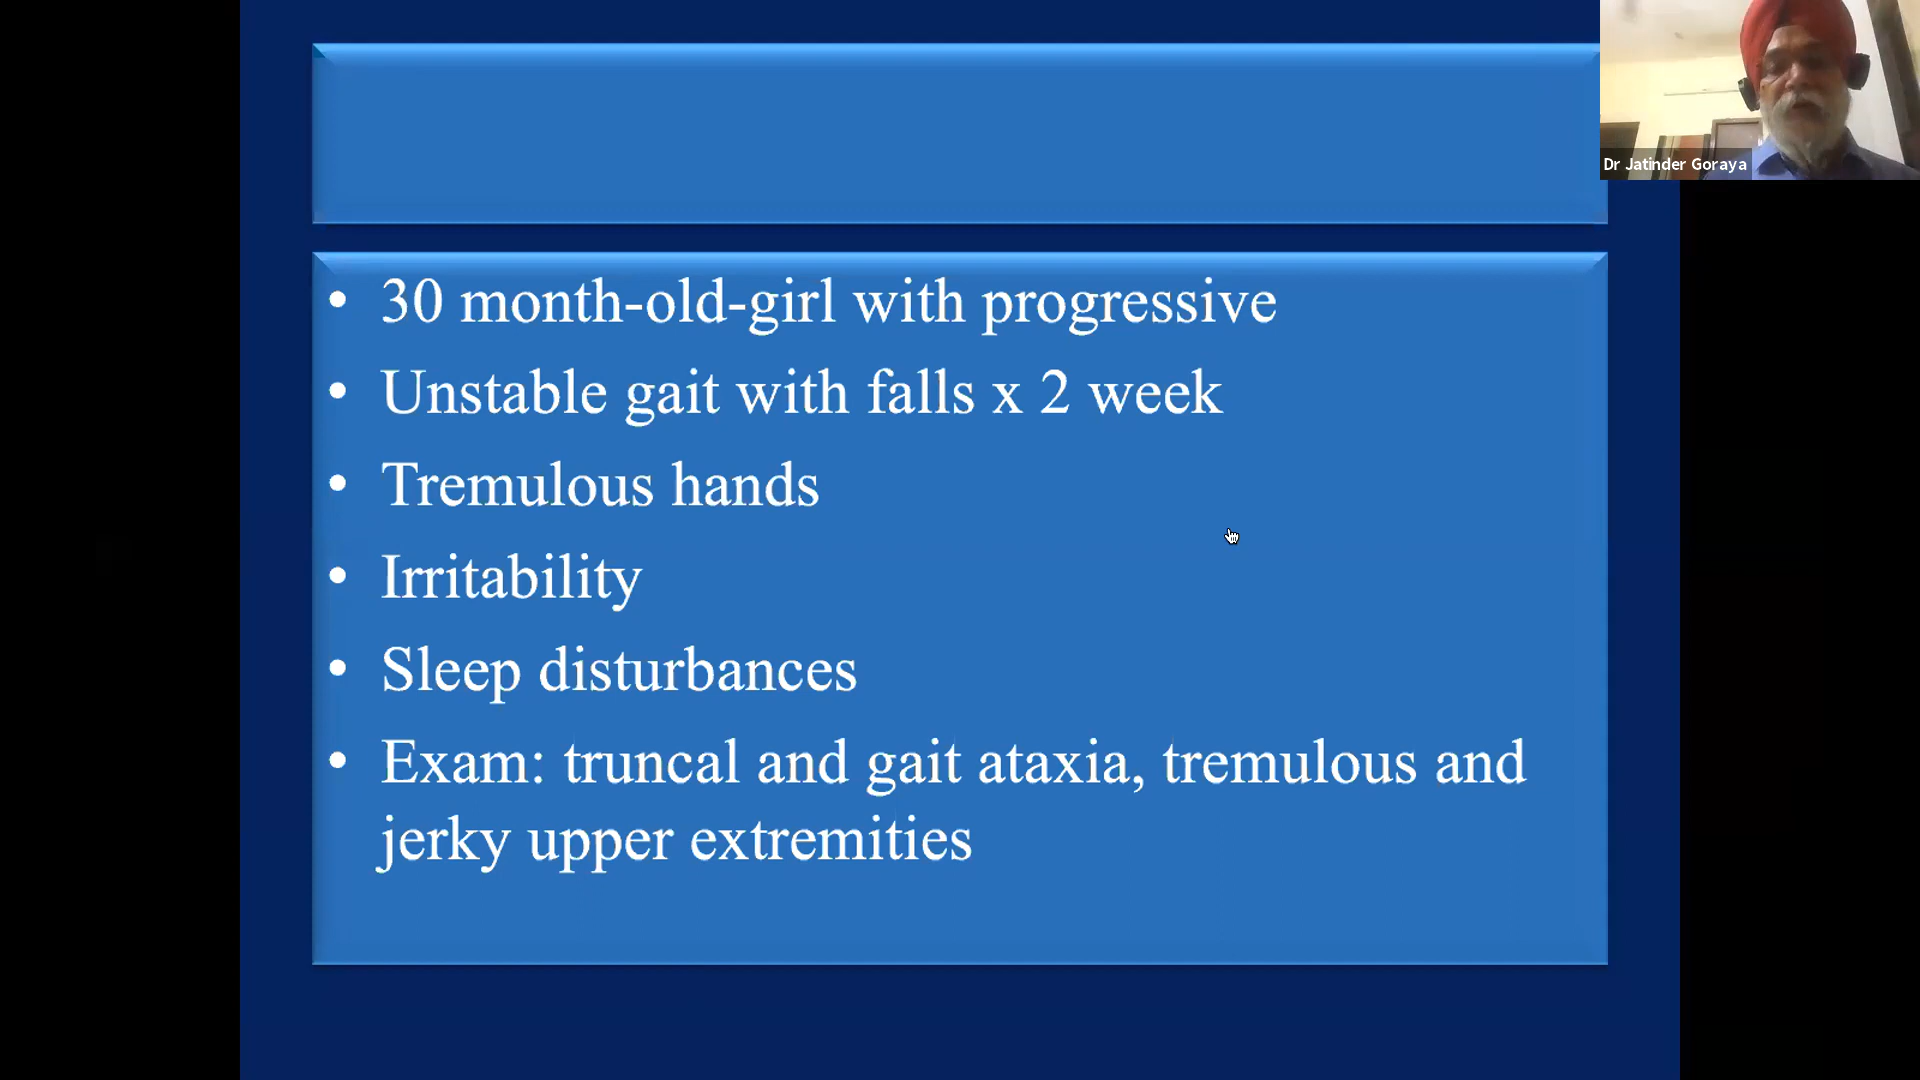 Dr Jatinder Goraya
• 30 month-old-girl with progressive
• Unstable gait with falls x 2 week
• Tremulous hands
• Irritability
• Sleep disturbances
• Exam: truncal and gait ataxia, tremulous and
jerky upper extremities